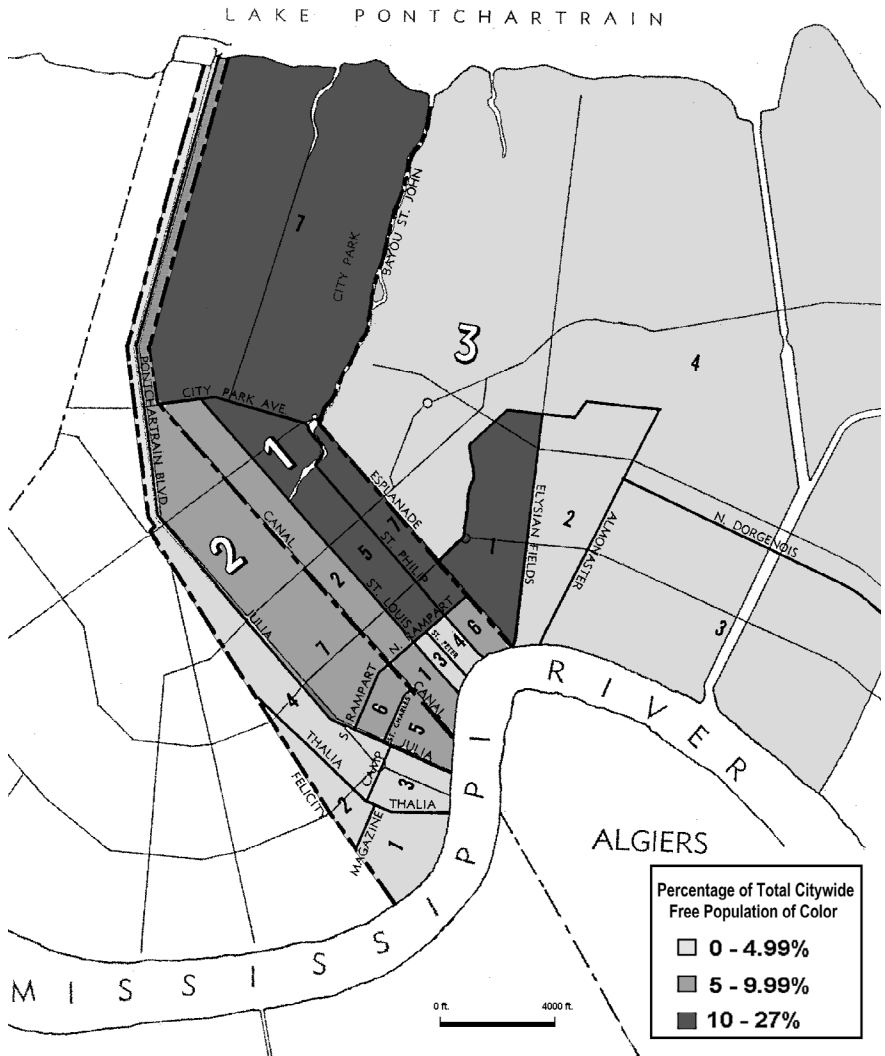 LAKE PONTCHARTRAIN
7
CITY PARK
BAYOU ST. JOHN
3
4
PONTCHARTRAIN BLVD
CITY PARK AVE
1
ESPLANADE
7
ST. PHILIP
5
ST. LOUIS
CANAL
2
2
7
JULIA
N. RAMPART
1
ELYSIAN FIELDS
2
ALMONASTER
N. DORGENOIS
3
ST. PETER
3
4
6
1
CANAL
S. RAMPART
6
ST. CHARLES
5
JULIA
4
THALIA
CAMP
3
THALIA
FELICITY
2
MAGAZINE
1
MISSISSIPPI RIVER
ALGIERS
Percentage of Total Citywide
Free Population of Color
0 - 4.99%
5 - 9.99%
10 - 27%
0 ft. 4000 ft.